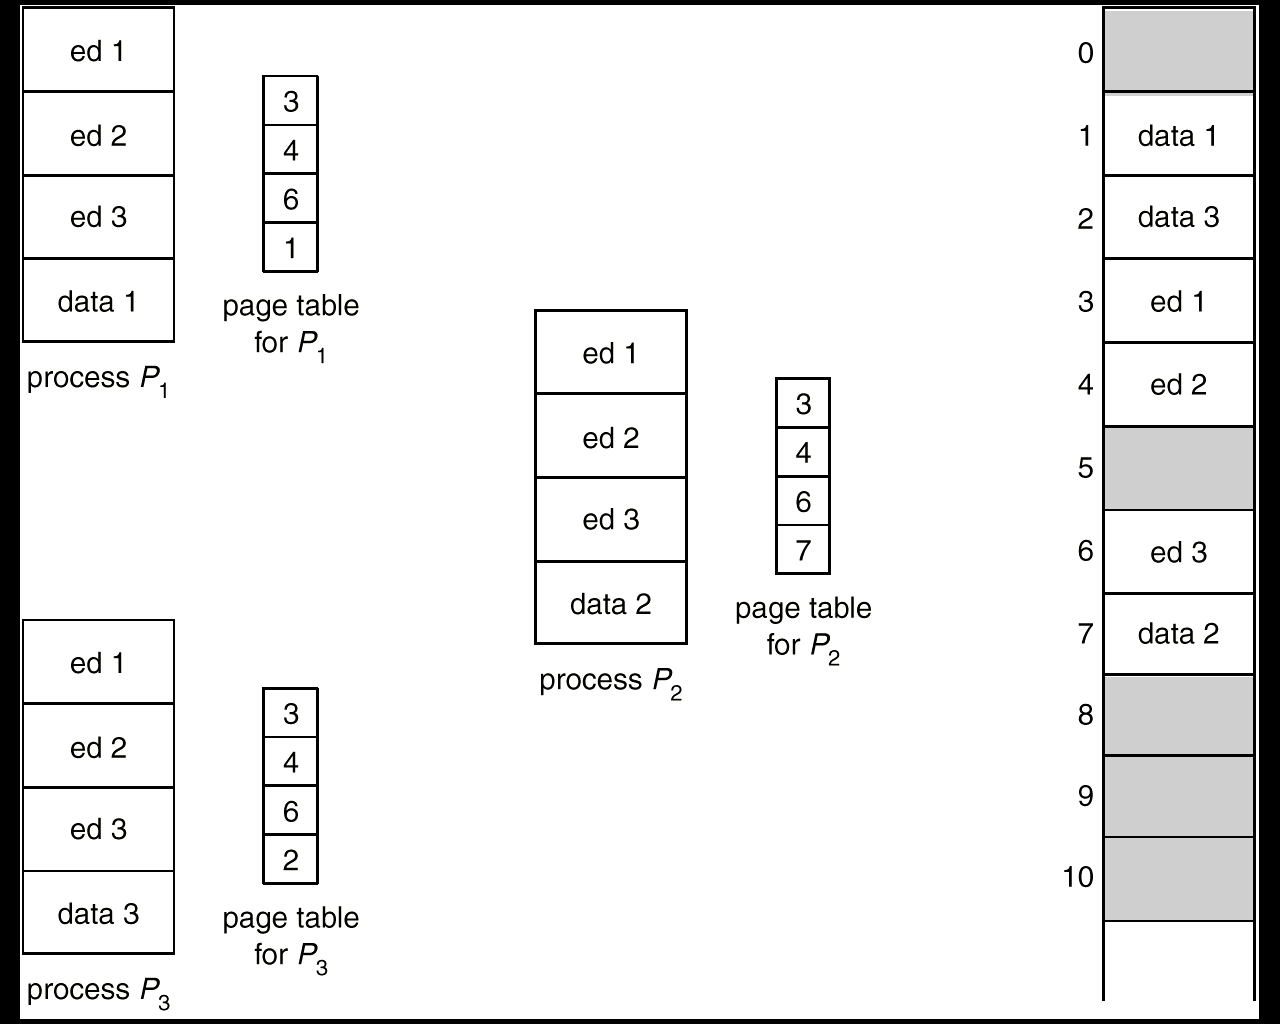 ed 1
ed 2
ed 3
data 1
process P1
3
4
6
1
page table
for P1
ed 1
ed 2
ed 3
data 2
process P2
3
4
6
7
page table
for P2
ed 1
ed 2
ed 3
data 3
process P3
3
4
6
2
page table
for P3
0
1 data 1
2 data 3
3 ed 1
4 ed 2
5
6 ed 3
7 data 2
8
9
10